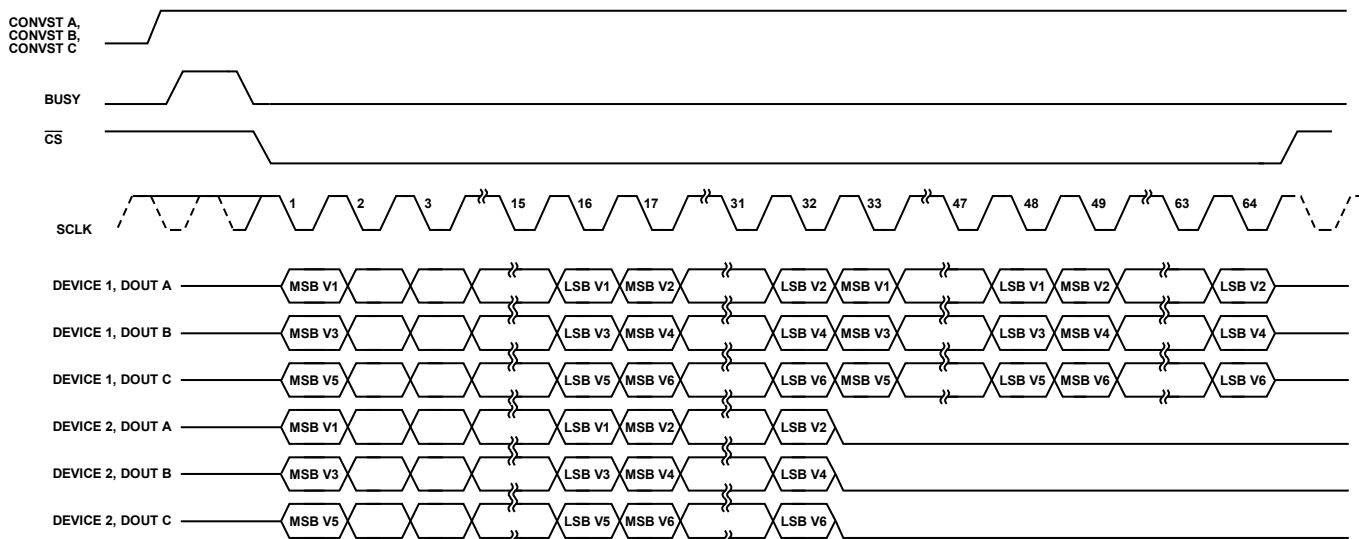 CONVST A,
CONVST B,
CONVST C
BUSY
CS
SCLK
1 2 3 15 16 17 31 32 33 47 48 49 63 64
DEVICE 1, DOUT A MSB V1 LSB V1 MSB V2 LSB V2 MSB V1 LSB V1 MSB V2 LSB V2
DEVICE 1, DOUT B MSB V3 LSB V3 MSB V4 LSB V4 MSB V3 LSB V3 MSB V4 LSB V4
DEVICE 1, DOUT C MSB V5 LSB V5 MSB V6 LSB V6 MSB V5 LSB V5 MSB V6 LSB V6
DEVICE 2, DOUT A MSB V1 LSB V1 MSB V2 LSB V2
DEVICE 2, DOUT B MSB V3 LSB V3 MSB V4 LSB V4
DEVICE 2, DOUT C MSB V5 LSB V5 MSB V6 LSB V6